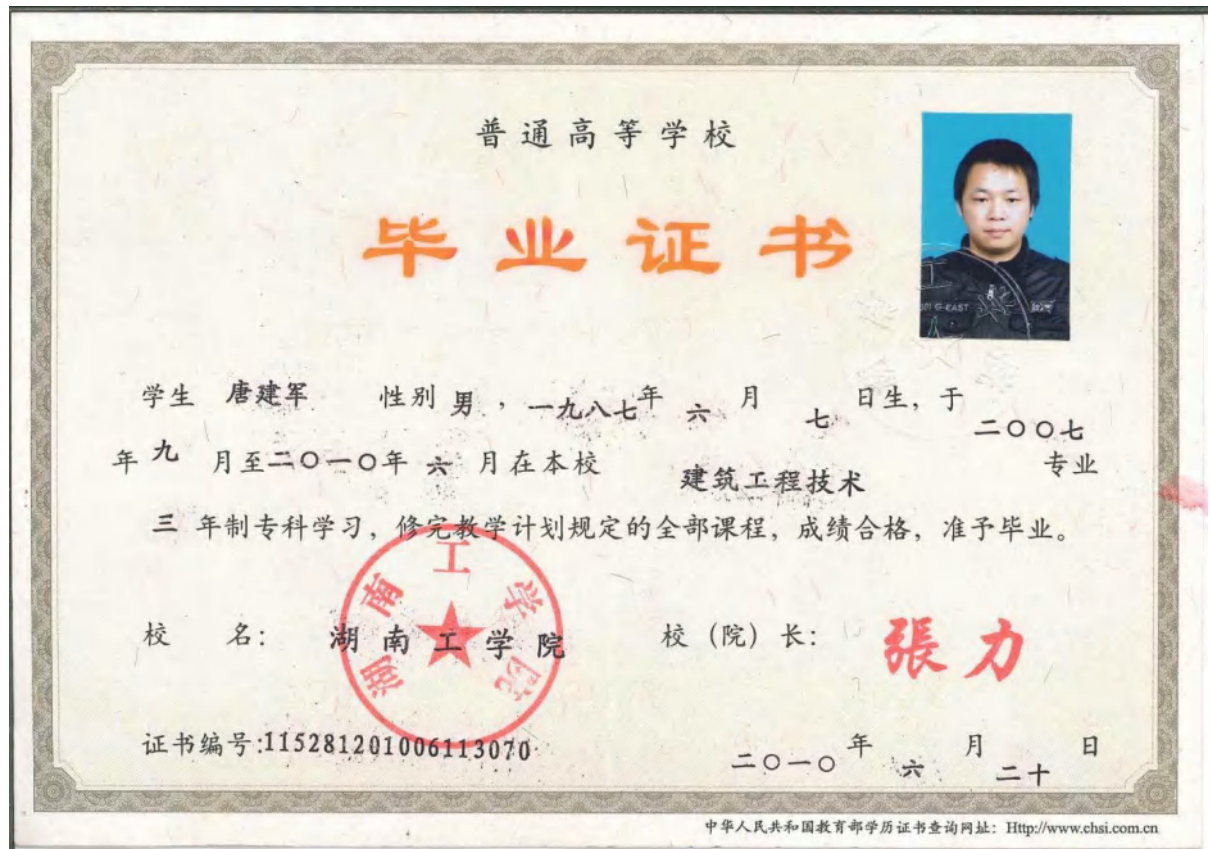 普通高等学校
毕业证书
学生 唐建军 性别 男，一九八七年 六 月 七 日生，于 二〇〇七
年 九 月至二〇一〇年 六 月在本校 建筑工程技术 专业
三 年制专科学习，修完教学计划规定的全部课程，成绩合格，准予毕业。
湖南工学院
校 名： 湖南工学院 校（院）长： 張力
证书编号:115281201006113070 二〇一〇 年 六 月 二十 日
中华人民共和国教育部学历证书查询网址：Http://www.chsi.com.cn